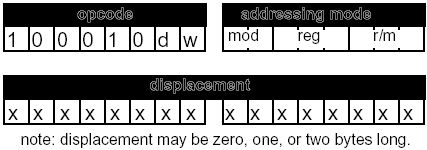 opcode addressing mode
1 0 0 0 1 0 d w mod reg r/m
displacement
x x x x x x x x x x x x x x x x
note: displacement may be zero, one, or two bytes long.